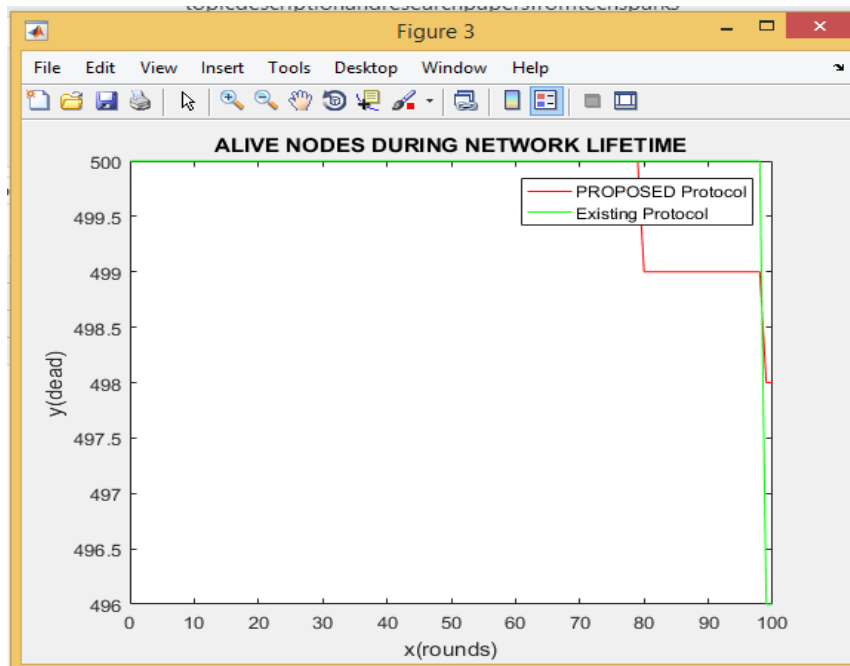 topicdescriptionandresearchpapersfromtechsparks
Figure 3
File Edit View Insert Tools Desktop Window Help
ALIVE NODES DURING NETWORK LIFETIME
PROPOSED Protocol
Existing Protocol
500
499.5
499
498.5
498
497.5
497
496.5
496
y(dead)
0 10 20 30 40 50 60 70 80 90 100
x(rounds)